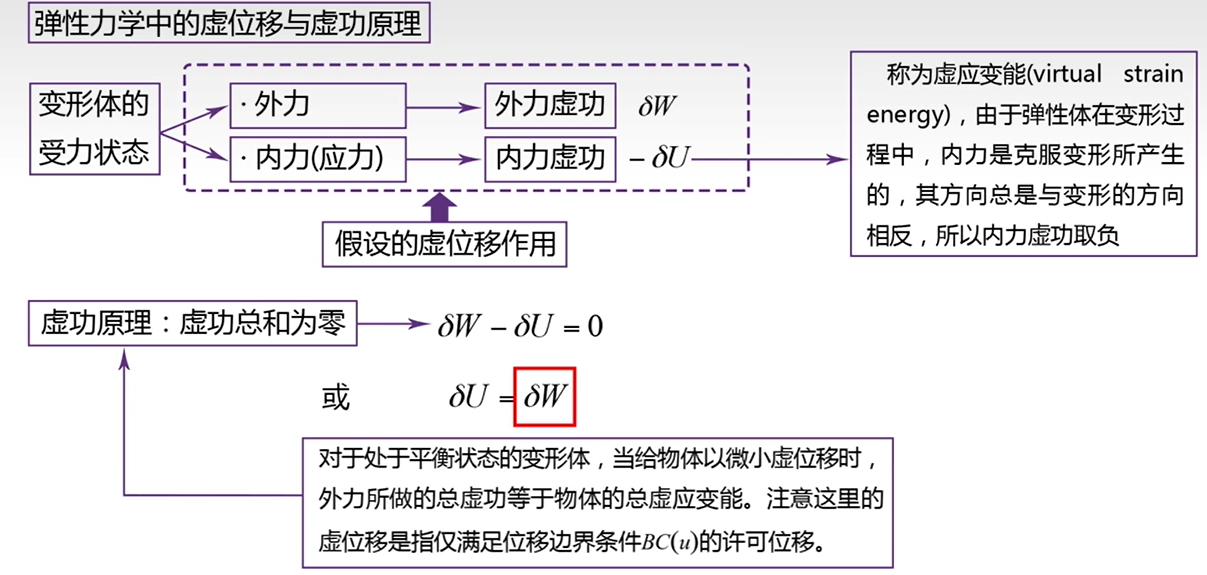 弹性力学中的虚位移与虚功原理
变形体的
受力状态
· 外力
外力虚功 δW
· 内力(应力)
内力虚功 －δU
假设的虚位移作用
称为虚应变能(virtual strain
energy)，由于弹性体在变形过
程中，内力是克服变形所产生
的，其方向总是与变形的方向
相反，所以内力虚功取负
虚功原理：虚功总和为零
δW－δU = 0
或 δU = δW
对于处于平衡状态的变形体，当给物体以微小虚位移时，
外力所做的总虚功等于物体的总虚应变能。注意这里的
虚位移是指仅满足位移边界条件BC(u)的许可位移。